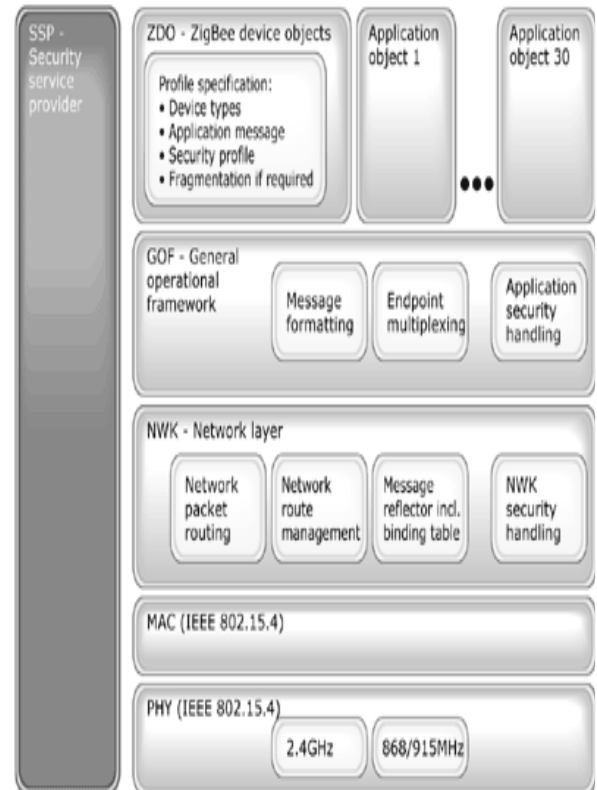 SSP -
Security
service
provider
ZDO - ZigBee device objects
Profile specification:
• Device types
• Application message
• Security profile
• Fragmentation if required
Application
object 1
•••
Application
object 30
GOF - General
operational
framework
Message
formatting
Endpoint
multiplexing
Application
security
handling
NWK - Network layer
Network
packet
routing
Network
route
management
Message
reflector incl.
binding table
NWK
security
handling
MAC (IEEE 802.15.4)
PHY (IEEE 802.15.4)
2.4GHz
868/915MHz